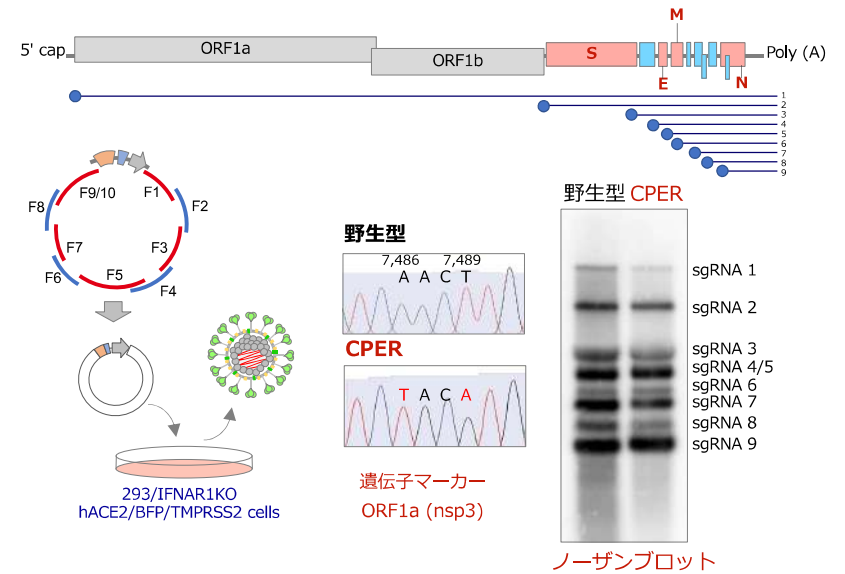 M
5' cap
ORF1a
ORF1b
S
E
N
Poly (A)
1
2
3
4
5
6
7
8
9
F9/10
F1
F2
F8
F7
F3
F6
F5
F4
293/IFNAR1KO
hACE2/BFP/TMPRSS2 cells
野生型
7,486 7,489
A A C T
CPER
T A C A
遺伝子マーカー
ORF1a (nsp3)
野生型 CPER
sgRNA 1
sgRNA 2
sgRNA 3
sgRNA 4/5
sgRNA 6
sgRNA 7
sgRNA 8
sgRNA 9
ノーザンブロット